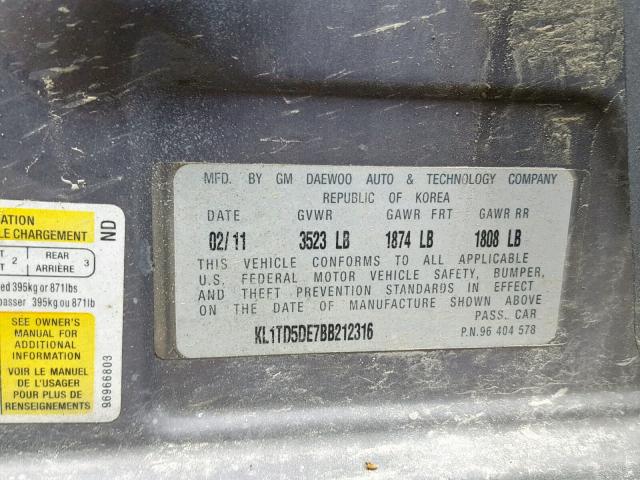 MFD. BY GM DAEWOO AUTO & TECHNOLOGY COMPANY
REPUBLIC OF KOREA
DATE GVWR GAWR FRT GAWR RR
02/11 3523 LB 1874 LB 1808 LB
THIS VEHICLE CONFORMS TO ALL APPLICABLE
U.S. FEDERAL MOTOR VEHICLE SAFETY, BUMPER,
AND THEFT PREVENTION STANDARDS IN EFFECT
ON THE DATE OF MANUFACTURE SHOWN ABOVE
PASS. CAR
KL1TD5DE7BB212316 P.N.96 404 578
CHARGEMENT
ND
2 REAR 3
ARRIÈRE
395kg or 871lbs
395kg ou 871lb
SEE OWNER'S
MANUAL FOR
ADDITIONAL
INFORMATION
VOIR LE MANUEL
DE L'USAGER
POUR PLUS DE
RENSEIGNEMENTS
96966803